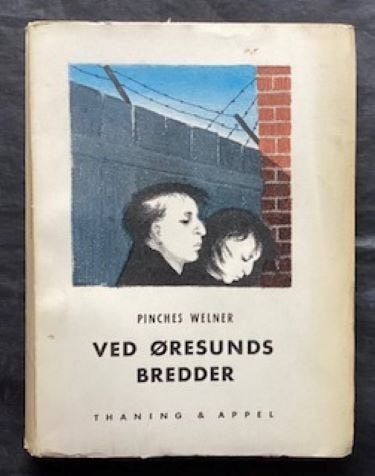 PINCHES WELNER
VED ØRESUNDS
BREDDER
THANING & APPEL